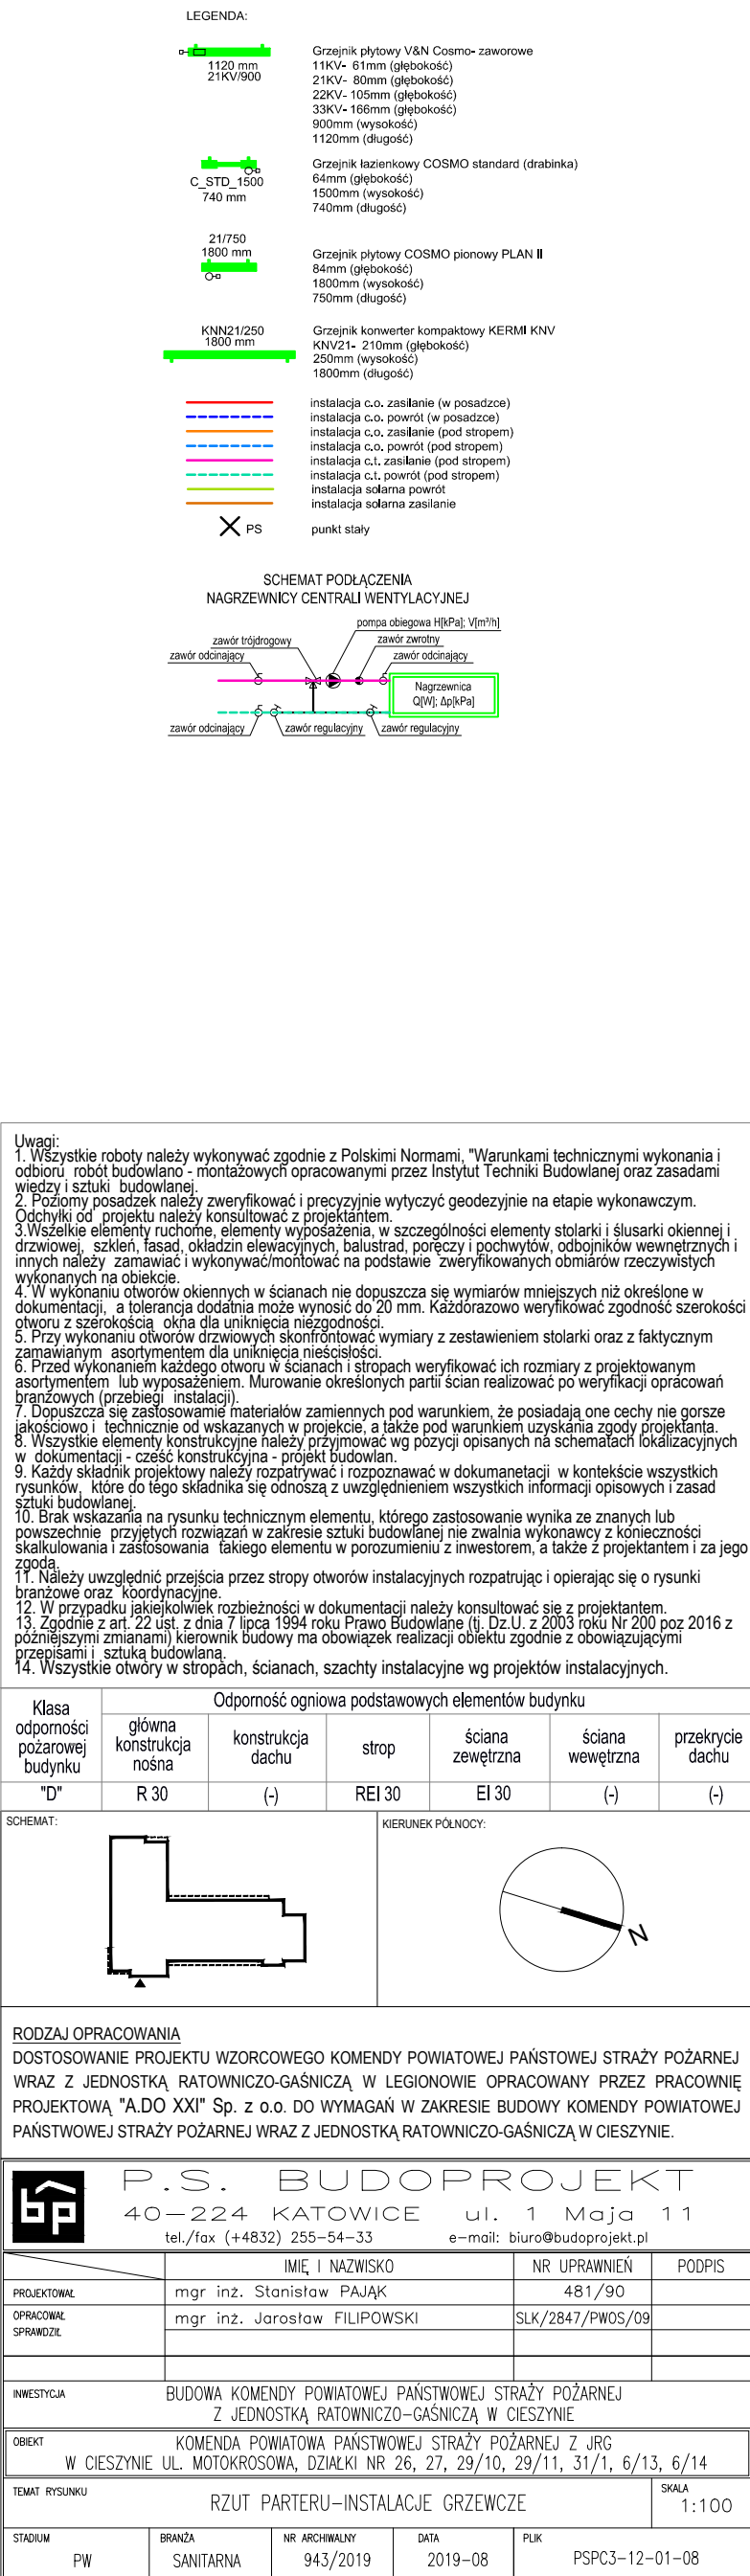 LEGENDA:
1120 mm
21KV/900
Grzejnik płytowy V&N Cosmo- zaworowe
11KV- 61mm (głębokość)
21KV- 80mm (głębokość)
22KV- 105mm (głębokość)
33KV- 166mm (głębokość)
900mm (wysokość)
1120mm (długość)
C_STD_1500
740 mm
Grzejnik łazienkowy COSMO standard (drabinka)
64mm (głębokość)
1500mm (wysokość)
740mm (długość)
21/750
1800 mm
Grzejnik płytowy COSMO pionowy PLAN II
84mm (głębokość)
1800mm (wysokość)
750mm (długość)
KNN21/250
1800 mm
Grzejnik konwerter kompaktowy KERMI KNV
KNV21- 210mm (głębokość)
250mm (wysokość)
1800mm (długość)
instalacja c.o. zasilanie (w posadzce)
instalacja c.o. powrót (w posadzce)
instalacja c.o. zasilanie (pod stropem)
instalacja c.o. powrót (pod stropem)
instalacja c.t. zasilanie (pod stropem)
instalacja c.t. powrót (pod stropem)
instalacja solarna powrót
instalacja solarna zasilanie
PS punkt stały
SCHEMAT PODŁĄCZENIA
NAGRZEWNICY CENTRALI WENTYLACYJNEJ
pompa obiegowa H[kPa]; V[m³/h]
zawór trójdrogowy
zawór zwrotny
zawór odcinający
zawór odcinający
Nagrzewnica
Q[W]; Δp[kPa]
zawór odcinający
zawór regulacyjny
zawór regulacyjny
Uwagi:
1. Wszystkie roboty należy wykonywać zgodnie z Polskimi Normami, "Warunkami technicznymi wykonania i
odbioru robót budowlano - montażowych opracowanymi przez Instytut Techniki Budowlanej oraz zasadami
wiedzy i sztuki budowlanej.
2. Poziomy posadzek należy zweryfikować i precyzyjnie wytyczyć geodezyjnie na etapie wykonawczym.
Odchyłki od projektu należy konsultować z projektantem.
3.Wszelkie elementy ruchome, elementy wyposażenia, w szczególności elementy stolarki i ślusarki okiennej i
drzwiowej, szkleń, fasad, okładzin elewacyjnych, balustrad, poręczy i pochwytów, odbojników wewnętrznych i
innych należy zamawiać i wykonywać/montować na podstawie zweryfikowanych obmiarów rzeczywistych
wykonanych na obiekcie.
4. W wykonaniu otworów okiennych w ścianach nie dopuszcza się wymiarów mniejszych niż określone w
dokumentacji, a tolerancja dodatnia może wynosić do 20 mm. Każdorazowo weryfikować zgodność szerokości
otworu z szerokością okna dla uniknięcia niezgodności.
5. Przy wykonaniu otworów drzwiowych skonfrontować wymiary z zestawieniem stolarki oraz z faktycznym
zamawianym asortymentem dla uniknięcia nieścisłości.
6. Przed wykonaniem każdego otworu w ścianach i stropach weryfikować ich rozmiary z projektowanym
asortymentem lub wyposażeniem. Murowanie określonych partii ścian realizować po weryfikacji opracowań
branżowych (przebiegi instalacji).
7. Dopuszcza się zastosowanie materiałów zamiennych pod warunkiem, że posiadają one cechy nie gorsze
jakościowo i technicznie od wskazanych w projekcie, a także pod warunkiem uzyskania zgody projektanta.
8. Wszystkie elementy konstrukcyjne należy przyjmować wg pozycji opisanych na schematach lokalizacyjnych
w dokumentacji - cześć konstrukcyjna - projekt budowlan.
9. Każdy składnik projektowy należy rozpatrywać i rozpoznawać w dokumanetacji w kontekście wszystkich
rysunków, które do tego składnika się odnoszą z uwzględnieniem wszystkich informacji opisowych i zasad
sztuki budowlanej.
10. Brak wskazania na rysunku technicznym elementu, którego zastosowanie wynika ze znanych lub
powszechnie przyjętych rozwiązań w zakresie sztuki budowlanej nie zwalnia wykonawcy z konieczności
skalkulowania i zastosowania takiego elementu w porozumieniu z inwestorem, a także z projektantem i za jego
zgodą.
11. Należy uwzględnić przejścia przez stropy otworów instalacyjnych rozpatrując i opierając się o rysunki
branżowe oraz koordynacyjne.
12. W przypadku jakiejkolwiek rozbieżności w dokumentacji należy konsultować się z projektantem.
13. Zgodnie z art. 22 ust. z dnia 7 lipca 1994 roku Prawo Budowlane (tj. Dz.U. z 2003 roku Nr 200 poz 2016 z
późniejszymi zmianami) kierownik budowy ma obowiązek realizacji obiektu zgodnie z obowiązującymi
przepisami i sztuką budowlaną.
14. Wszystkie otwory w stropach, ścianach, szachty instalacyjne wg projektów instalacyjnych.
Klasa odporności pożarowej budynku
Odporność ogniowa podstawowych elementów budynku
główna konstrukcja nośna
konstrukcja dachu
strop
ściana zewętrzna
ściana wewętrzna
przekrycie dachu
"D" R 30 (-) REI 30 EI 30 (-) (-)
SCHEMAT:
KIERUNEK PÓŁNOCY:
N
RODZAJ OPRACOWANIA
DOSTOSOWANIE PROJEKTU WZORCOWEGO KOMENDY POWIATOWEJ PAŃSTOWEJ STRAŻY POŻARNEJ
WRAZ Z JEDNOSTKĄ RATOWNICZO-GAŚNICZĄ W LEGIONOWIE OPRACOWANY PRZEZ PRACOWNIĘ
PROJEKTOWĄ "A.DO XXI" Sp. z o.o. DO WYMAGAŃ W ZAKRESIE BUDOWY KOMENDY POWIATOWEJ
PAŃSTWOWEJ STRAŻY POŻARNEJ WRAZ Z JEDNOSTKĄ RATOWNICZO-GAŚNICZĄ W CIESZYNIE.
bp
P.S. BUDOPROJEKT
40-224 KATOWICE ul. 1 Maja 11
tel./fax (+4832) 255-54-33 e-mail: biuro@budoprojekt.pl
IMIĘ I NAZWISKO NR UPRAWNIEŃ PODPIS
PROJEKTOWAŁ mgr inż. Stanisław PAJĄK 481/90
OPRACOWAŁ mgr inż. Jarosław FILIPOWSKI SLK/2847/PWOS/09
SPRAWDZIŁ
INWESTYCJA BUDOWA KOMENDY POWIATOWEJ PAŃSTWOWEJ STRAŻY POŻARNEJ
Z JEDNOSTKĄ RATOWNICZO-GAŚNICZĄ W CIESZYNIE
OBIEKT KOMENDA POWIATOWA PAŃSTWOWEJ STRAŻY POŻARNEJ Z JRG
W CIESZYNIE UL. MOTOKROSOWA, DZIAŁKI NR 26, 27, 29/10, 29/11, 31/1, 6/13, 6/14
TEMAT RYSUNKU RZUT PARTERU-INSTALACJE GRZEWCZE
SKALA 1:100
STADIUM BRANŻA NR ARCHIWALNY DATA PLIK
PW SANITARNA 943/2019 2019-08 PSPC3-12-01-08